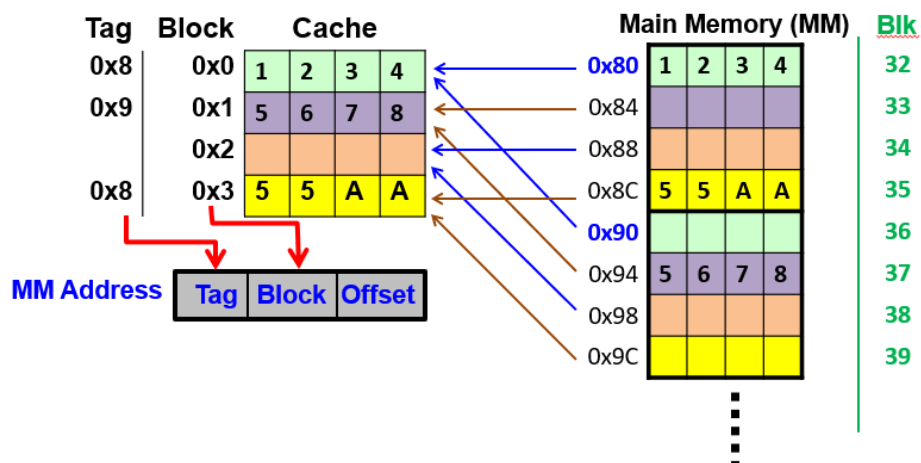 Tag Block Cache Main Memory (MM) Blk
0x8 0x0 1 2 3 4 0x80 1 2 3 4 32
0x9 0x1 5 6 7 8 0x84 33
0x2 0x88 34
0x8 0x3 5 5 A A 0x8C 5 5 A A 35
0x90 36
MM Address Tag Block Offset 0x94 5 6 7 8 37
0x98 38
0x9C 39